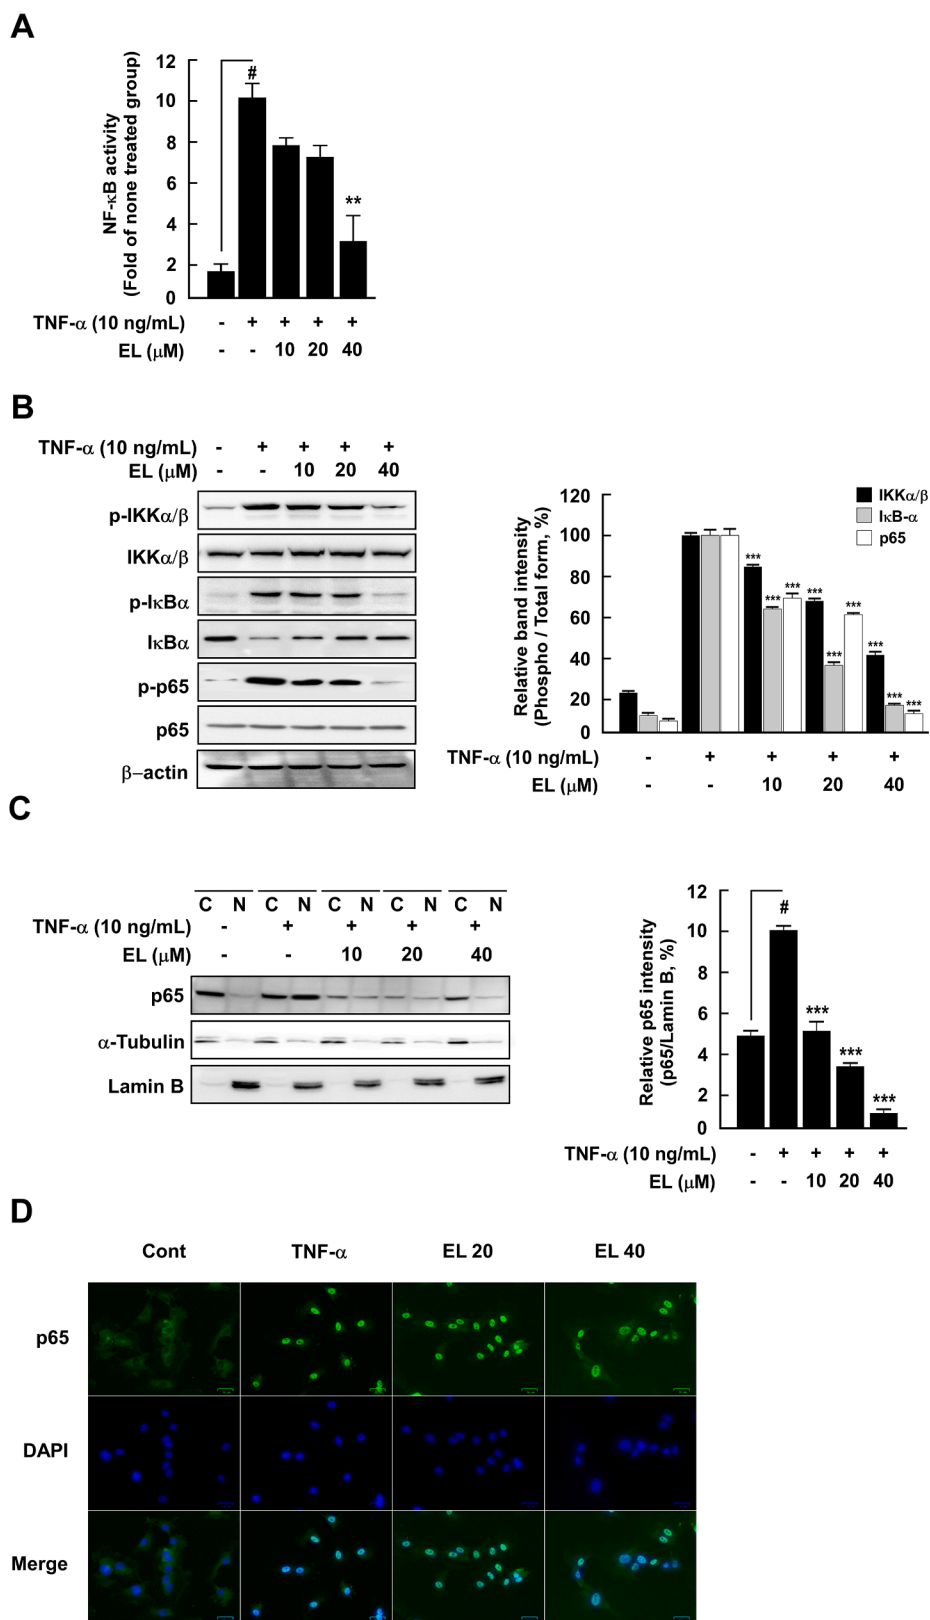 A
NF-κB activity
(Fold of none treated group)
12
10
8
6
4
2
0
#
**
TNF-α (10 ng/mL) - + + + +
EL (μM) - - 10 20 40
B
TNF-α (10 ng/mL) - + + + +
EL (μM) - - 10 20 40
p-IKKα/β
IKKα/β
p-IκBα
IκBα
p-p65
p65
β−actin
Relative band intensity
(Phospho / Total form, %)
120
100
80
60
40
20
0
IKKα/β
IκB-α
p65
*** *** ***
*** *** ***
*** *** ***
TNF-α (10 ng/mL) - + + + +
EL (μM) - - 10 20 40
C
C N C N C N C N C N
TNF-α (10 ng/mL) - + + + +
EL (μM) - - 10 20 40
p65
α-Tubulin
Lamin B
Relative p65 intensity
(p65/Lamin B, %)
12
10
8
6
4
2
0
#
***
***
***
TNF-α (10 ng/mL) - + + + +
EL (μM) - - 10 20 40
D
Cont TNF-α EL 20 EL 40
p65
DAPI
Merge